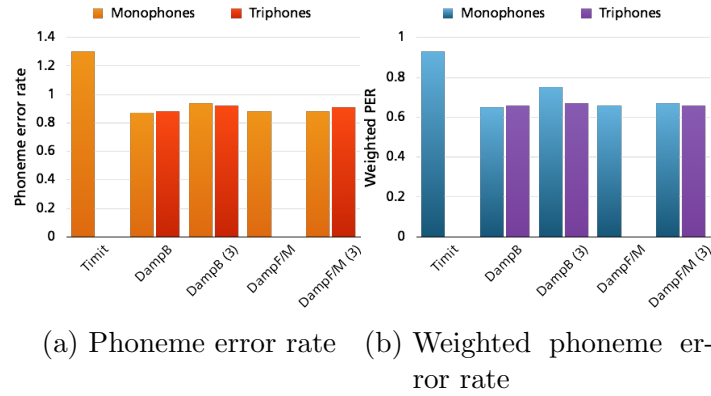 Monophones Triphones
Phoneme error rate
1.4
1.2
1
0.8
0.6
0.4
0.2
0
Timit
DampB
DampB (3)
DampF/M
DampF/M (3)
(a) Phoneme error rate
Monophones Triphones
Weighted PER
1
0.8
0.6
0.4
0.2
0
Timit
DampB
DampB (3)
DampF/M
DampF/M (3)
(b) Weighted phoneme er-
ror rate